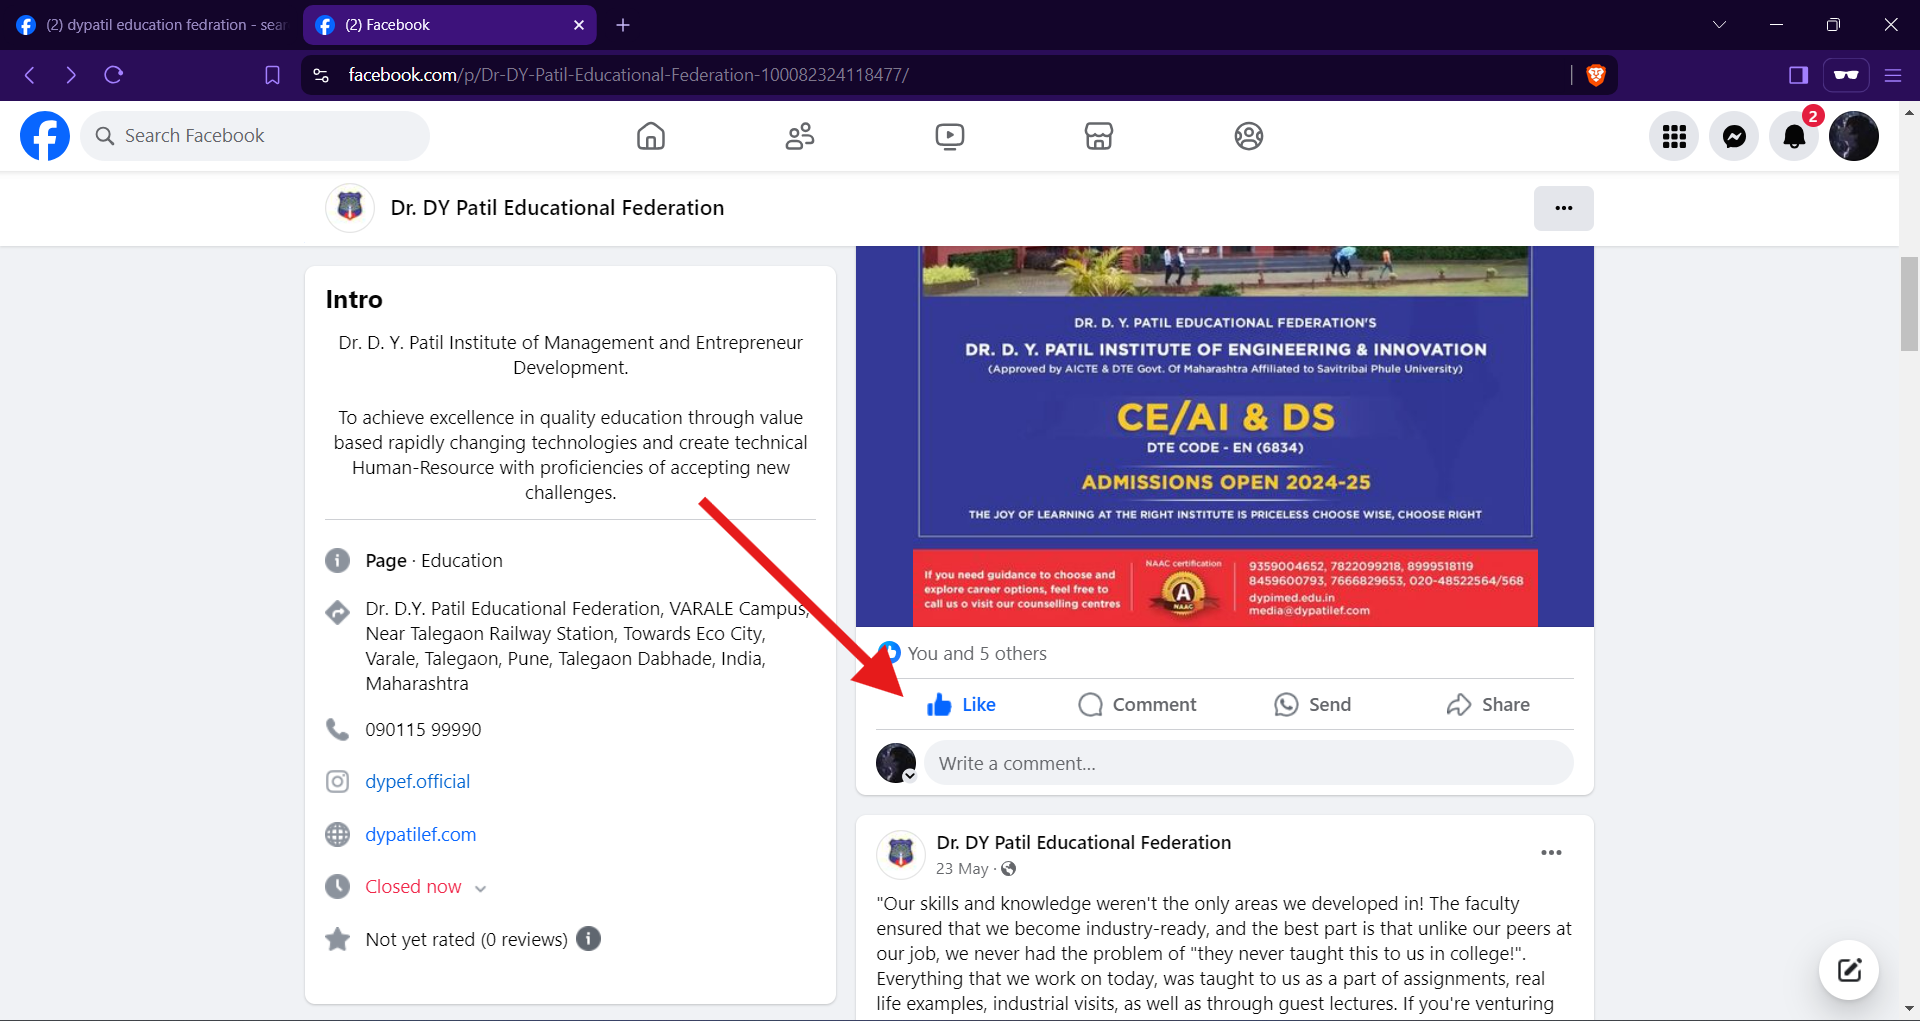 (2) dypatil education fedration - sear
(2) Facebook
facebook.com/p/Dr-DY-Patil-Educational-Federation-100082324118477/
Search Facebook
2
Dr. DY Patil Educational Federation
Intro
Dr. D. Y. Patil Institute of Management and Entrepreneur
Development.
To achieve excellence in quality education through value
based rapidly changing technologies and create technical
Human-Resource with proficiencies of accepting new
challenges.
Page · Education
Dr. D.Y. Patil Educational Federation, VARALE Campus,
Near Talegaon Railway Station, Towards Eco City,
Varale, Talegaon, Pune, Talegaon Dabhade, India,
Maharashtra
090115 99990
dypef.official
dypatilef.com
Closed now
Not yet rated (0 reviews)
DR. D. Y. PATIL EDUCATIONAL FEDERATION'S
DR. D. Y. PATIL INSTITUTE OF ENGINEERING & INNOVATION
(Approved by AICTE & DTE Govt. Of Maharashtra Affiliated to Savitribai Phule University)
CE/AI & DS
DTE CODE - EN (6834)
ADMISSIONS OPEN 2024-25
THE JOY OF LEARNING AT THE RIGHT INSTITUTE IS PRICELESS CHOOSE WISE, CHOOSE RIGHT
If you need guidance to choose and
explore career options, feel free to
call us o visit our counselling centres
NAAC certification
A
NAAC
9359004652, 7822099218, 8999518119
8459600793, 7666829653, 020-48522564/568
dypimed.edu.in
media@dypatilef.com
You and 5 others
Like
Comment
Send
Share
Write a comment...
Dr. DY Patil Educational Federation
23 May ·
"Our skills and knowledge weren't the only areas we developed in! The faculty
ensured that we become industry-ready, and the best part is that unlike our peers at
our job, we never had the problem of "they never taught this to us in college!".
Everything that we work on today, was taught to us as a part of assignments, real
life examples, industrial visits, as well as through guest lectures. If you're venturing